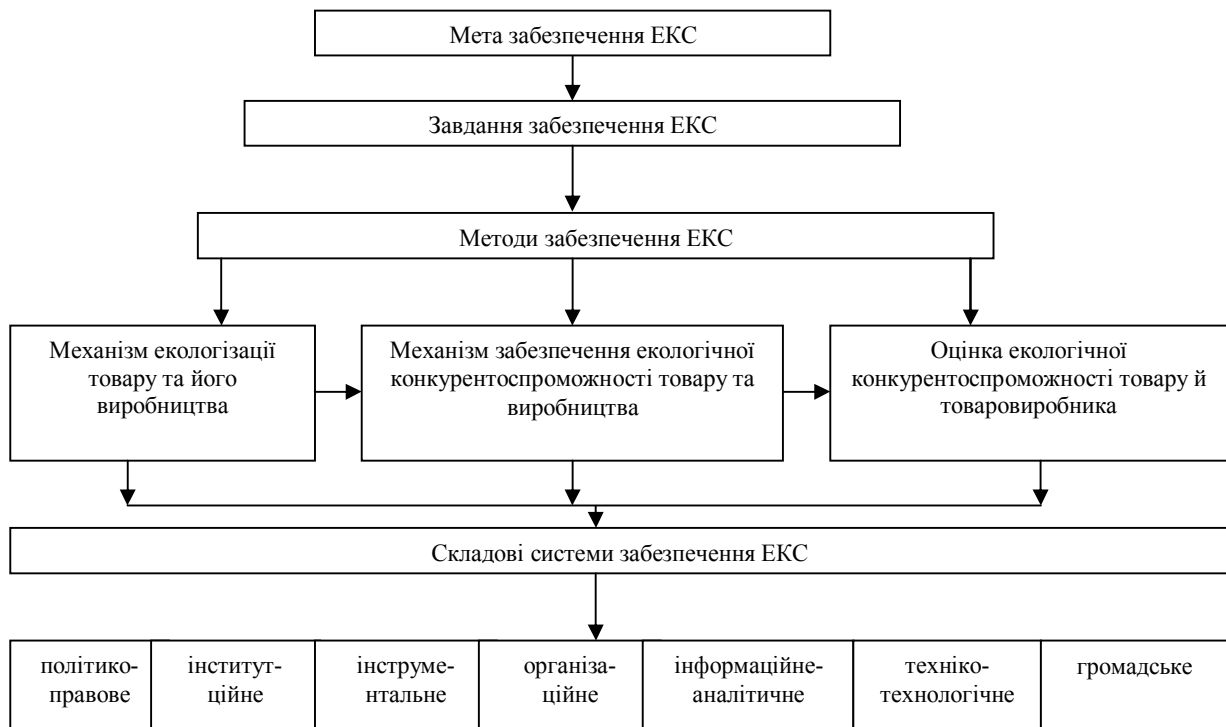 Мета забезпечення ЕКС
Завдання забезпечення ЕКС
Методи забезпечення ЕКС
Механізм екологізації
товару та його
виробництва
Механізм забезпечення екологічної
конкурентоспроможності товару та
виробництва
Оцінка екологічної
конкурентоспроможності товару й
товаровиробника
Складові системи забезпечення ЕКС
політико-
правове
інститут-
ційне
інструме-
нтальне
організа-
ційне
інформаційне-
аналітичне
техніко-
технологічне
громадське